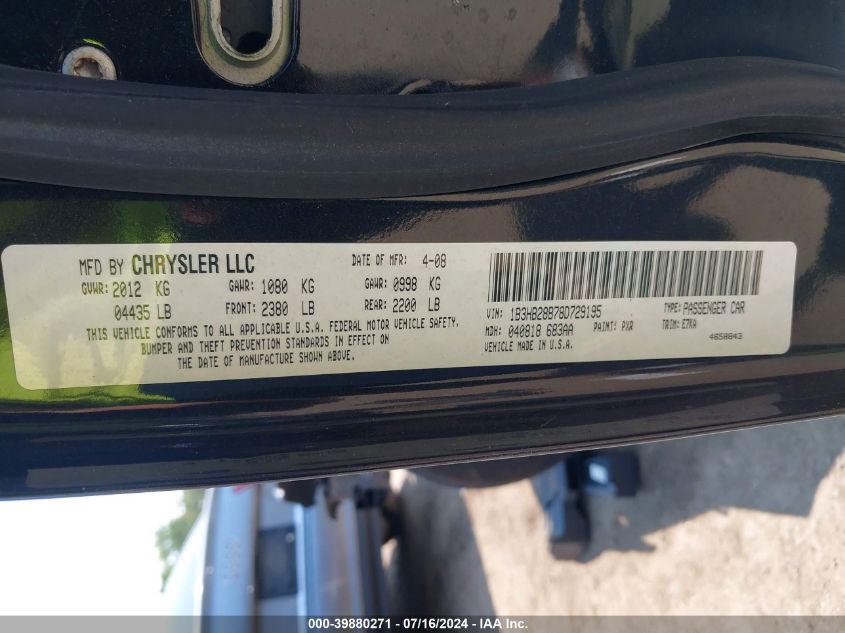 MFD BY CHRYSLER LLC DATE OF MFR: 4-08
GVWR: 2012 KG GAWR: 1080 KG GAWR: 0998 KG
04435 LB FRONT: 2380 LB REAR: 2200 LB
THIS VEHICLE CONFORMS TO ALL APPLICABLE U.S.A. FEDERAL MOTOR VEHICLE SAFETY,
BUMPER AND THEFT PREVENTION STANDARDS IN EFFECT ON
THE DATE OF MANUFACTURE SHOWN ABOVE.
VIN: 1B3HB28B78D729195 TYPE: PASSENGER CAR
MDH: 040818 683AA PAINT: PXR TRIM: E7KA
VEHICLE MADE IN U.S.A. 4658843
000-39880271 / 07/16/2024 - IAA Inc.